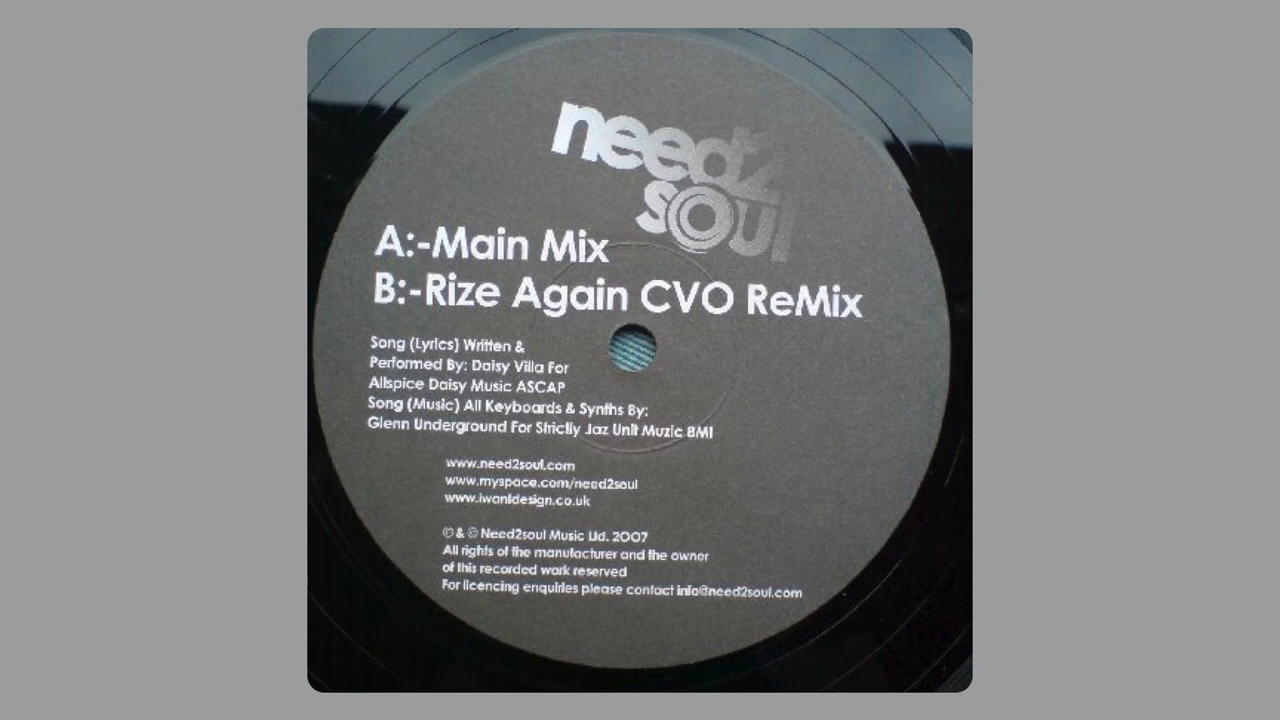 need2
soul
A:-Main Mix
B:-Rize Again CVO ReMix
Song (Lyrics) Written &
Performed By: Daisy Villa For
Allspice Daisy Music ASCAP
Song (Music) All Keyboards & Synths By:
Glenn Underground For Strictly Jaz Unit Muzic BMI
www.need2soul.com
www.myspace.com/need2soul
www.iwantdesign.co.uk
© & ℗ Need2soul Music Ltd. 2007
All rights of the manufacturer and the owner
of this recorded work reserved
For licencing enquiries please contact info@need2soul.com